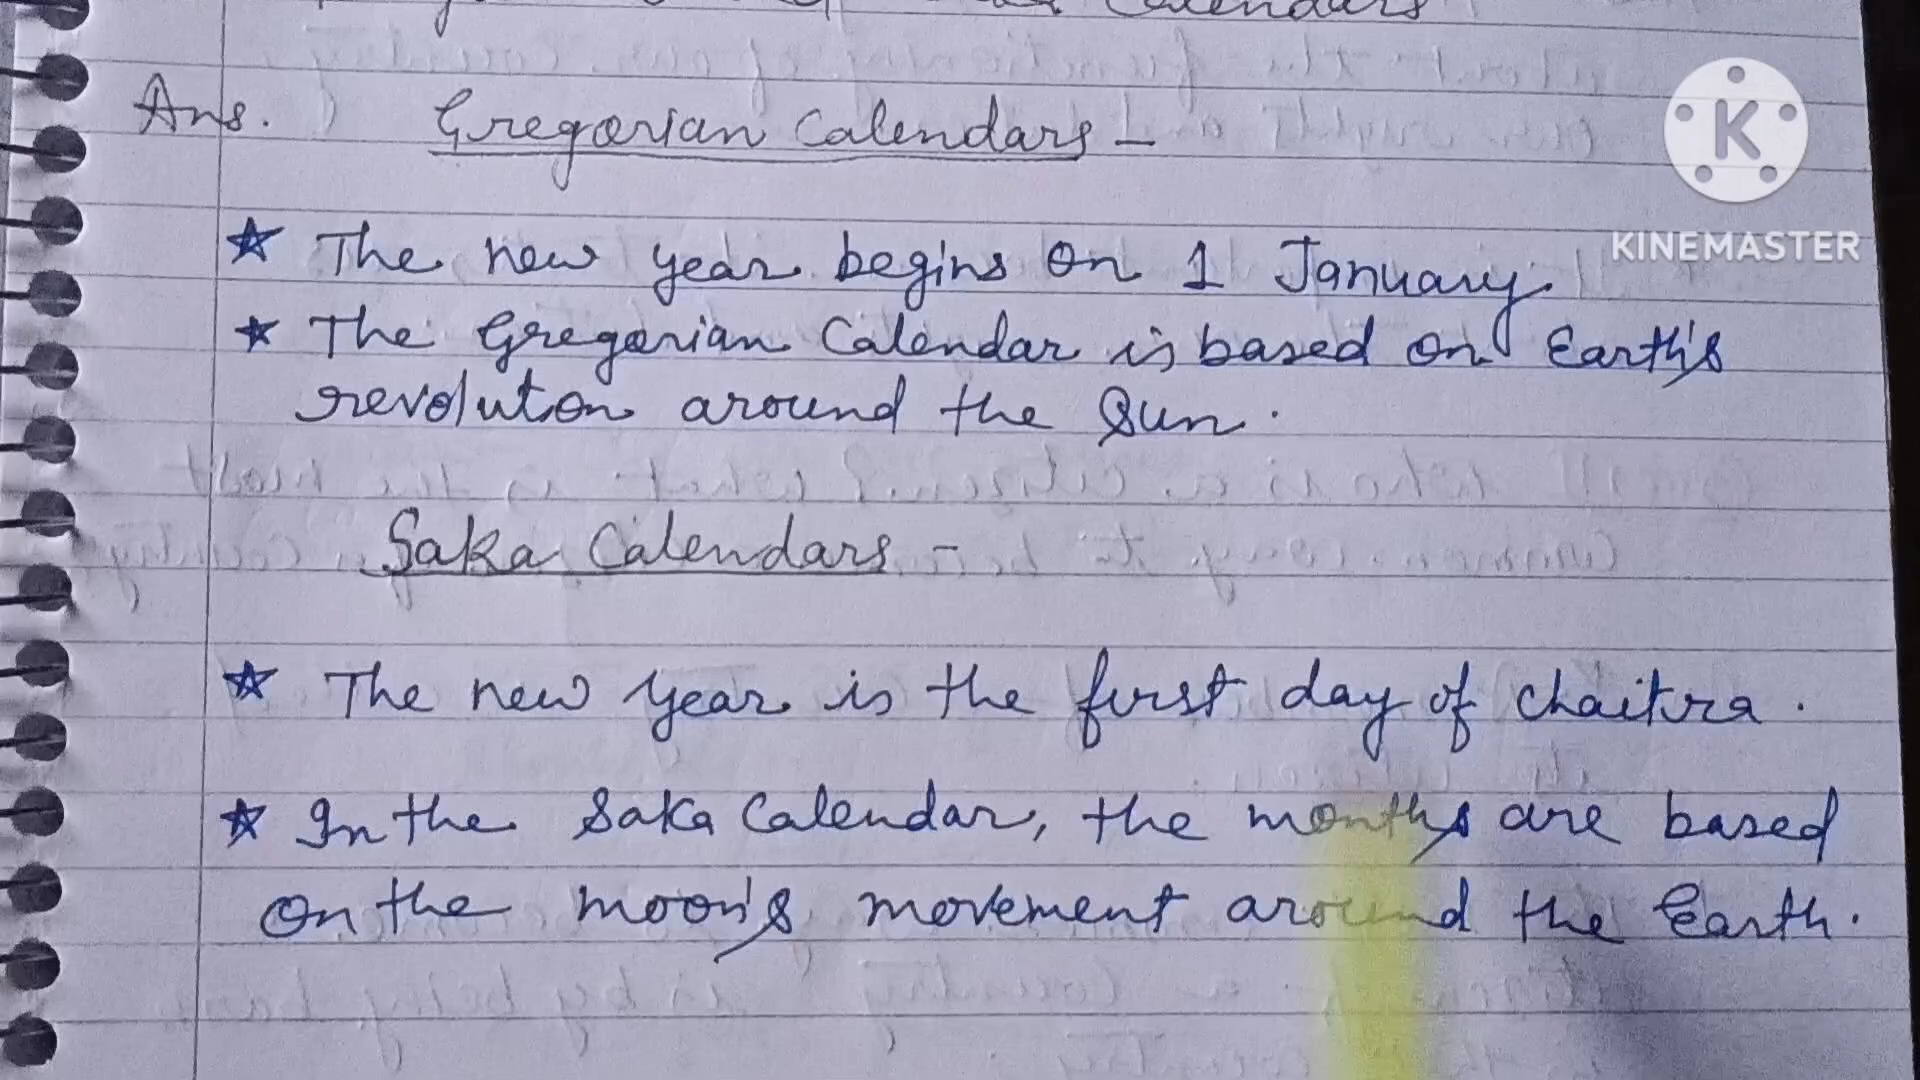 Calendars
Ans. Gregorian Calendars –
K
KINEMASTER
★ The new year begins on 1 January.
★ The Gregorian Calendar is based on Earth's
revolution around the Sun.
Saka Calendars –
★ The new year is the first day of Chaitra.
★ In the Saka Calendar, the months are based
on the moon's movement around the Earth.